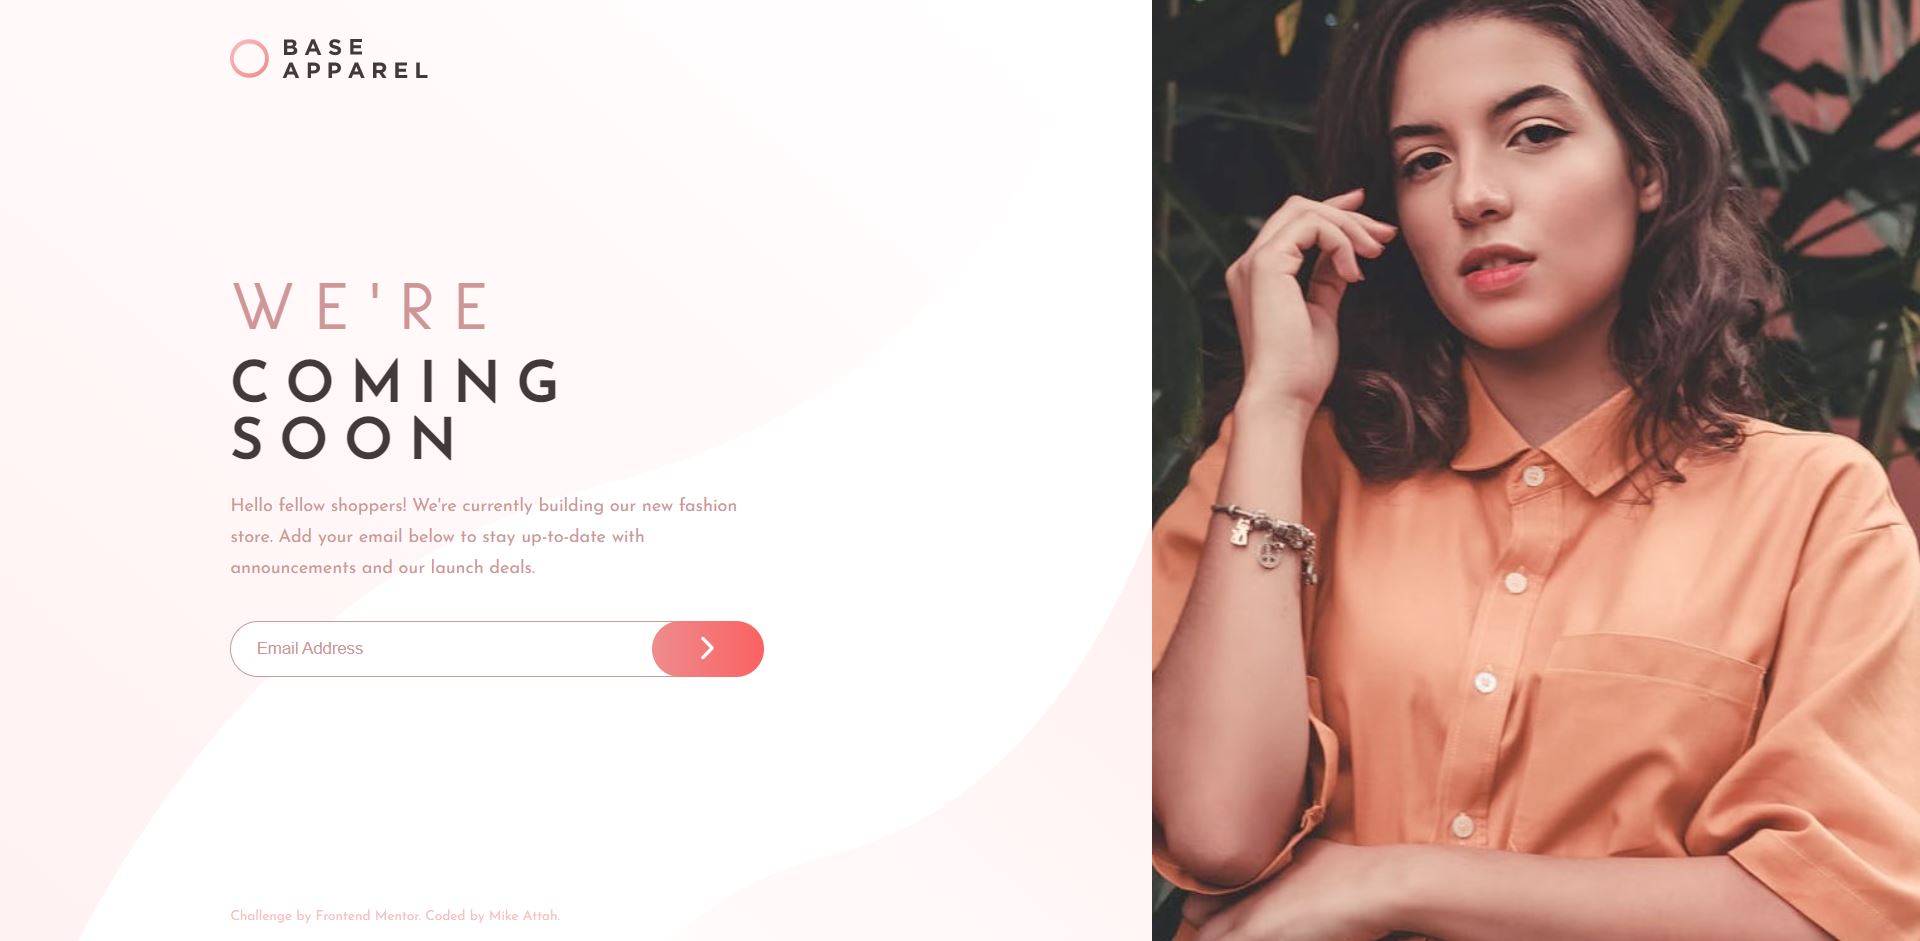 BASE
APPAREL
WE'RE
COMING
SOON
Hello fellow shoppers! We're currently building our new fashion
store. Add your email below to stay up-to-date with
announcements and our launch deals.
Email Address
Challenge by Frontend Mentor. Coded by Mike Attah.